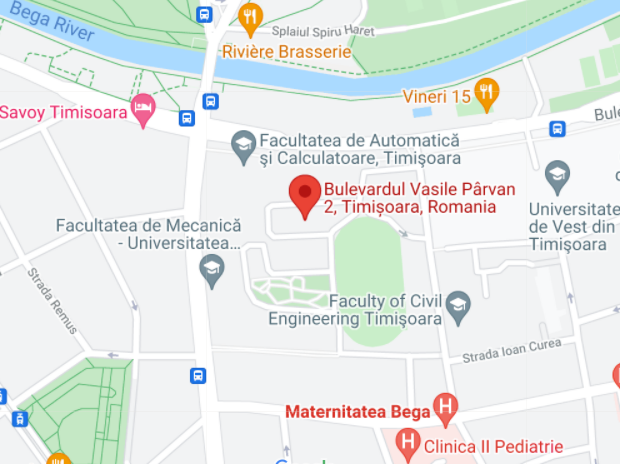 Bega River
Splaiul Spiru Haret
Rivière Brasserie
Vineri 15
Savoy Timisoara
Bule
Facultatea de Automatică
și Calculatoare, Timișoara
Bulevardul Vasile Pârvan
2, Timișoara, Romania
Universitate
de Vest din
Timișoara
Facultatea de Mecanică
- Universitatea...
Strada Remus
Faculty of Civil
Engineering Timișoara
Strada Ioan Curea
Maternitatea Bega
H
H
Clinica II Pediatrie